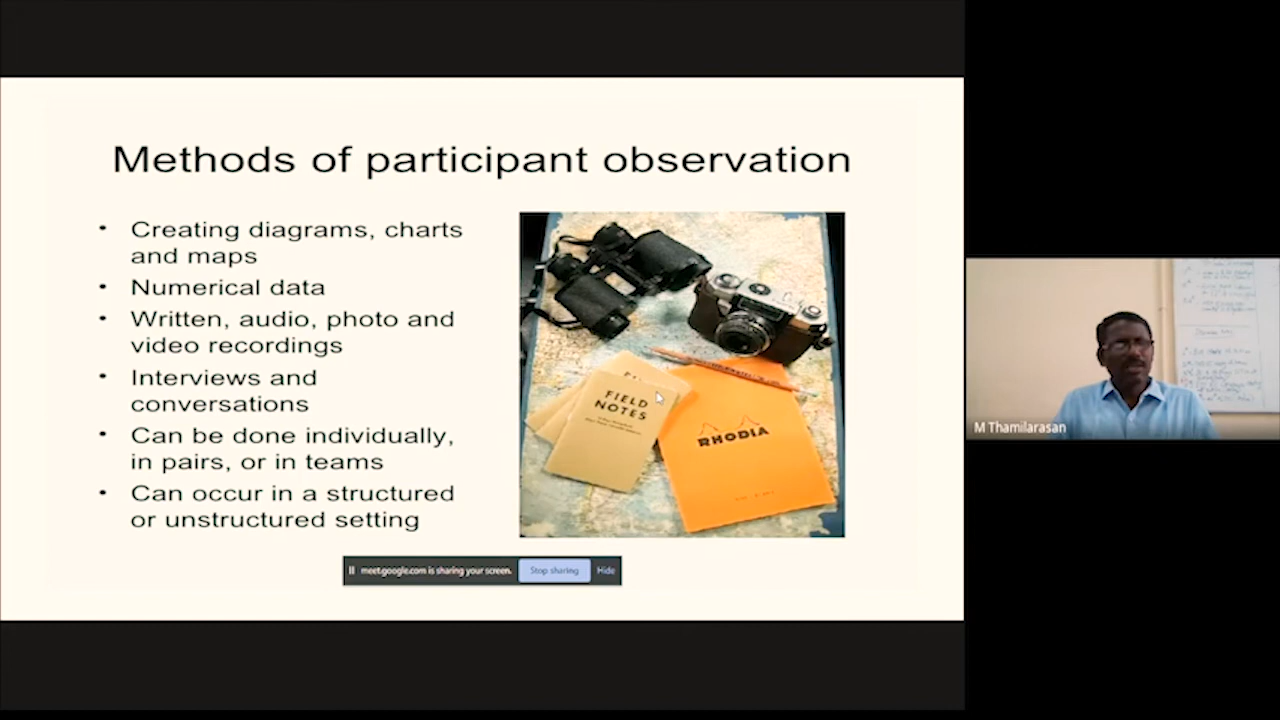 Methods of participant observation
• Creating diagrams, charts
and maps
• Numerical data
• Written, audio, photo and
video recordings
• Interviews and
conversations
• Can be done individually,
in pairs, or in teams
• Can occur in a structured
or unstructured setting
FIELD
NOTES
RHODIA
meet.google.com is sharing your screen.
Stop sharing
Hide
M Thamilarasan